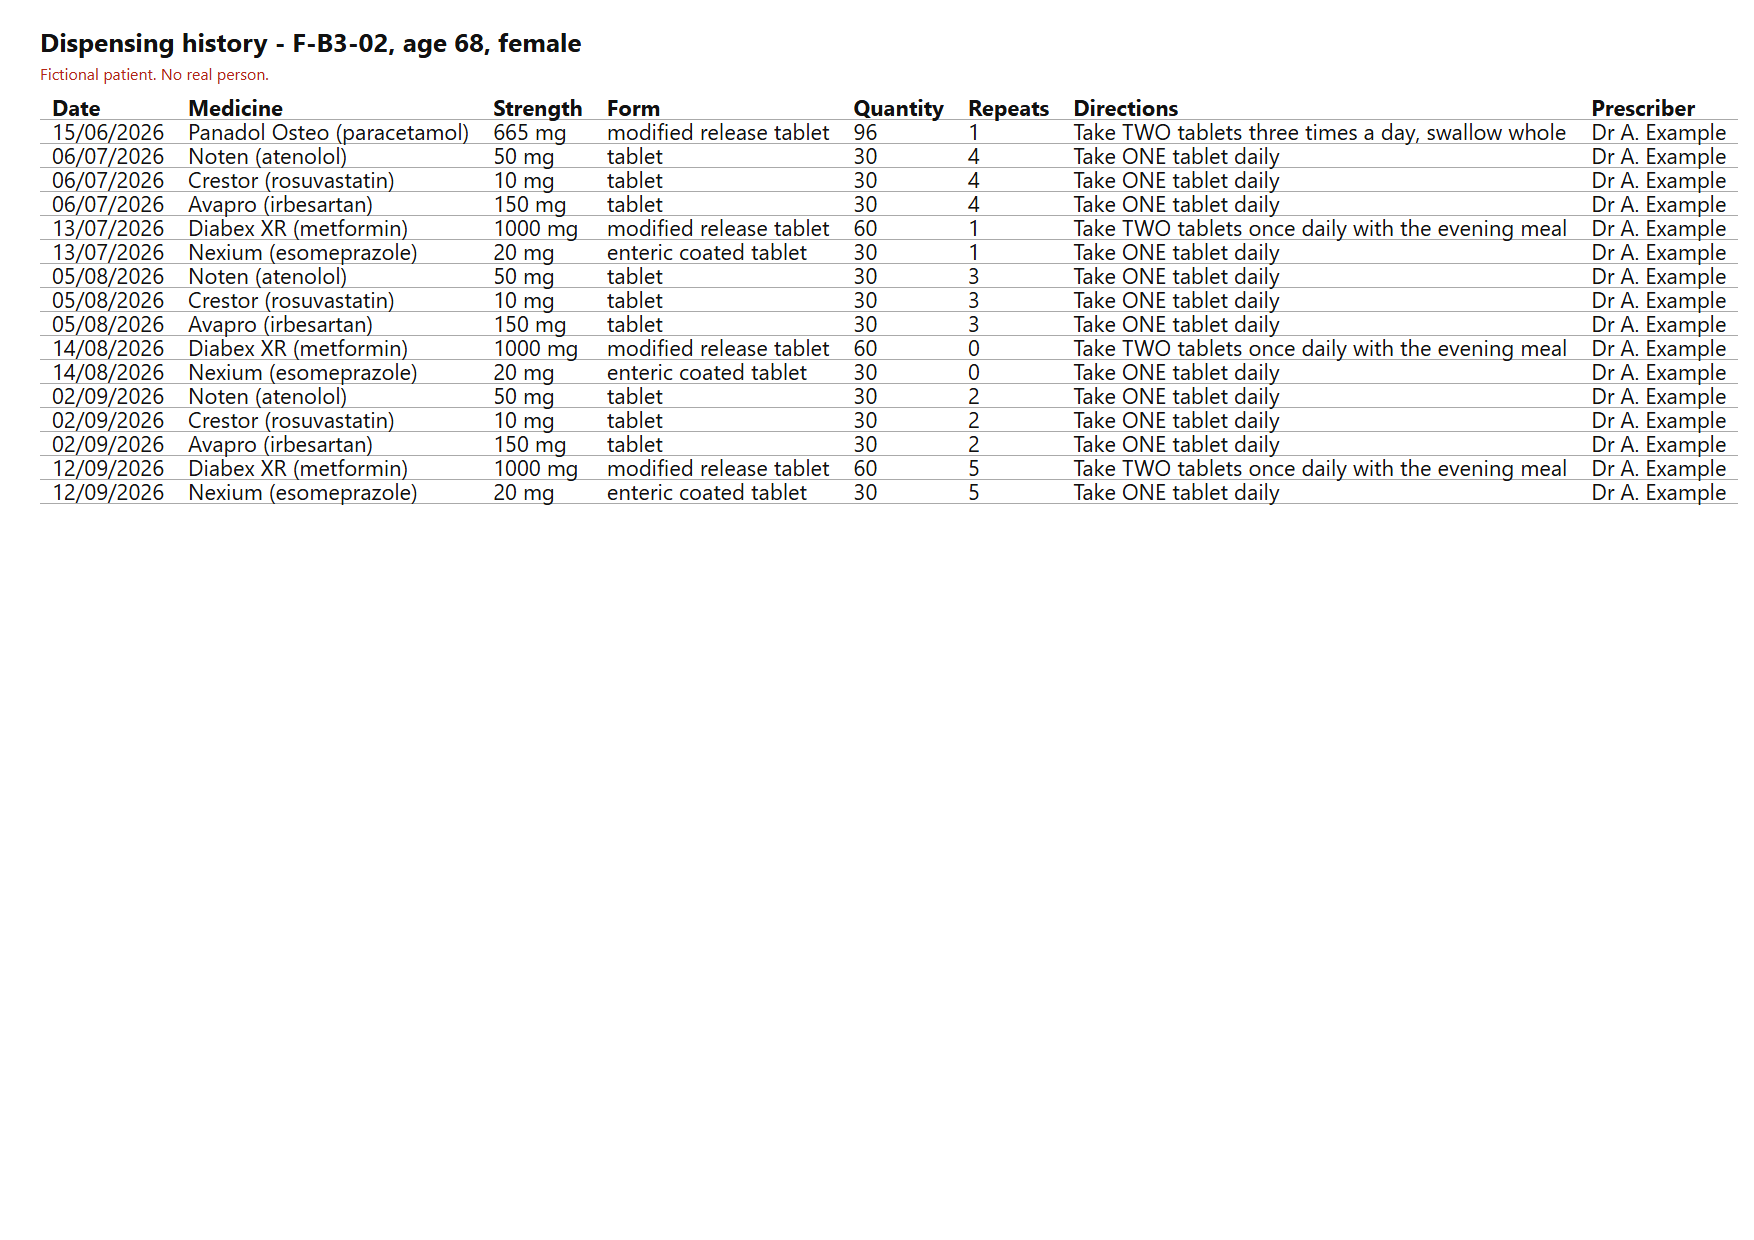 Dispensing history - F-B3-02, age 68, female
Fictional patient. No real person.
Date Medicine Strength Form Quantity Repeats Directions Prescriber
15/06/2026 Panadol Osteo (paracetamol) 665 mg modified release tablet 96 1 Take TWO tablets three times a day, swallow whole Dr A. Example
06/07/2026 Noten (atenolol) 50 mg tablet 30 4 Take ONE tablet daily Dr A. Example
06/07/2026 Crestor (rosuvastatin) 10 mg tablet 30 4 Take ONE tablet daily Dr A. Example
06/07/2026 Avapro (irbesartan) 150 mg tablet 30 4 Take ONE tablet daily Dr A. Example
13/07/2026 Diabex XR (metformin) 1000 mg modified release tablet 60 1 Take TWO tablets once daily with the evening meal Dr A. Example
13/07/2026 Nexium (esomeprazole) 20 mg enteric coated tablet 30 1 Take ONE tablet daily Dr A. Example
05/08/2026 Noten (atenolol) 50 mg tablet 30 3 Take ONE tablet daily Dr A. Example
05/08/2026 Crestor (rosuvastatin) 10 mg tablet 30 3 Take ONE tablet daily Dr A. Example
05/08/2026 Avapro (irbesartan) 150 mg tablet 30 3 Take ONE tablet daily Dr A. Example
14/08/2026 Diabex XR (metformin) 1000 mg modified release tablet 60 0 Take TWO tablets once daily with the evening meal Dr A. Example
14/08/2026 Nexium (esomeprazole) 20 mg enteric coated tablet 30 0 Take ONE tablet daily Dr A. Example
02/09/2026 Noten (atenolol) 50 mg tablet 30 2 Take ONE tablet daily Dr A. Example
02/09/2026 Crestor (rosuvastatin) 10 mg tablet 30 2 Take ONE tablet daily Dr A. Example
02/09/2026 Avapro (irbesartan) 150 mg tablet 30 2 Take ONE tablet daily Dr A. Example
12/09/2026 Diabex XR (metformin) 1000 mg modified release tablet 60 5 Take TWO tablets once daily with the evening meal Dr A. Example
12/09/2026 Nexium (esomeprazole) 20 mg enteric coated tablet 30 5 Take ONE tablet daily Dr A. Example